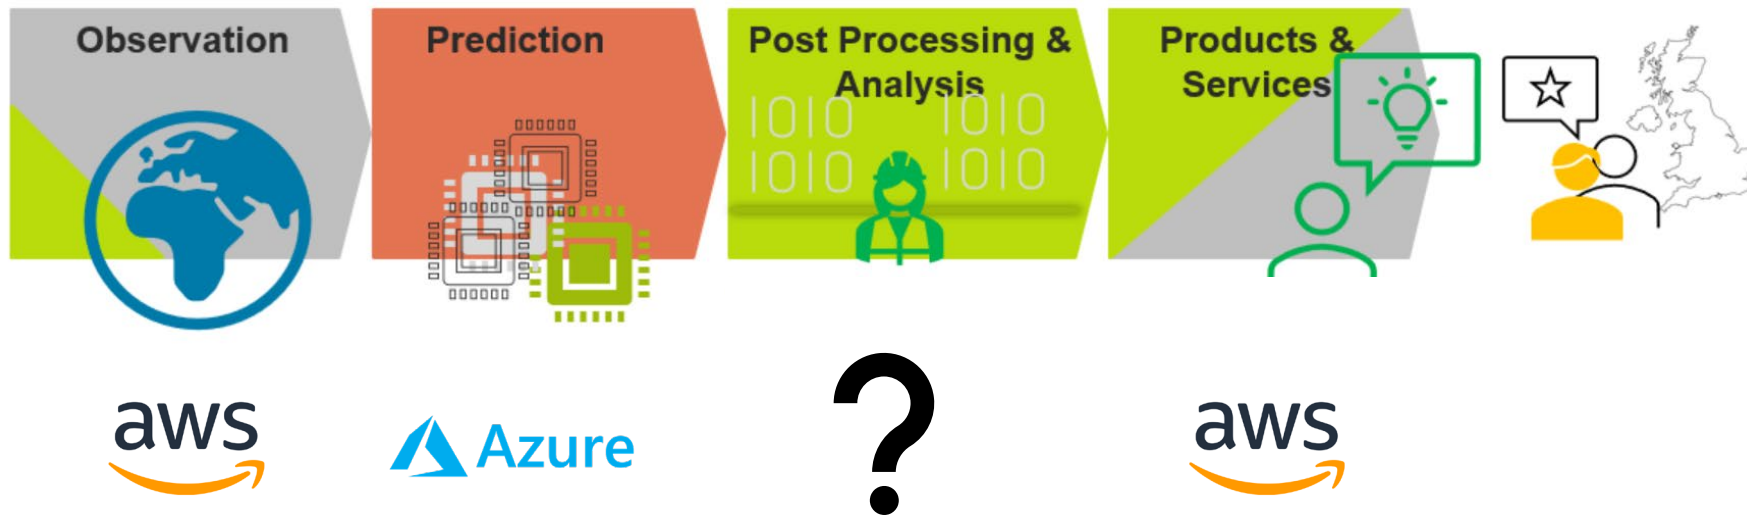 Observation
Prediction
Post Processing &
Analysis
Products &
Services
1010
1010
1010
1010
aws
Azure
?
aws